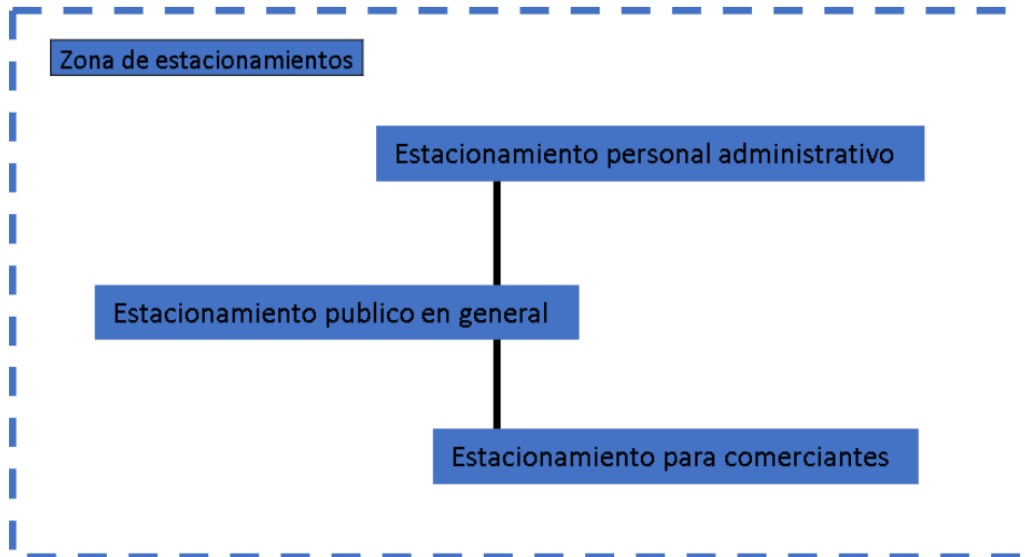 Zona de estacionamientos
Estacionamiento personal administrativo
Estacionamiento publico en general
Estacionamiento para comerciantes